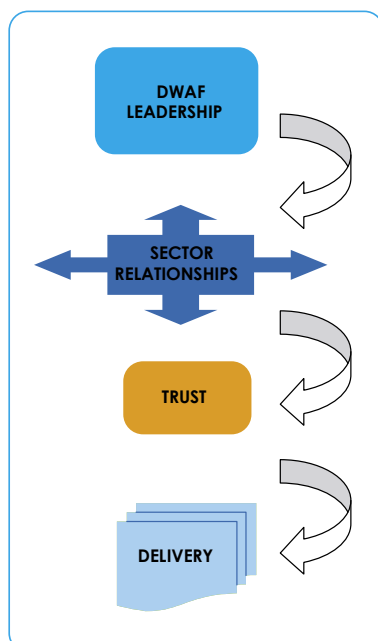 DWAF
LEADERSHIP
SECTOR
RELATIONSHIPS
TRUST
DELIVERY